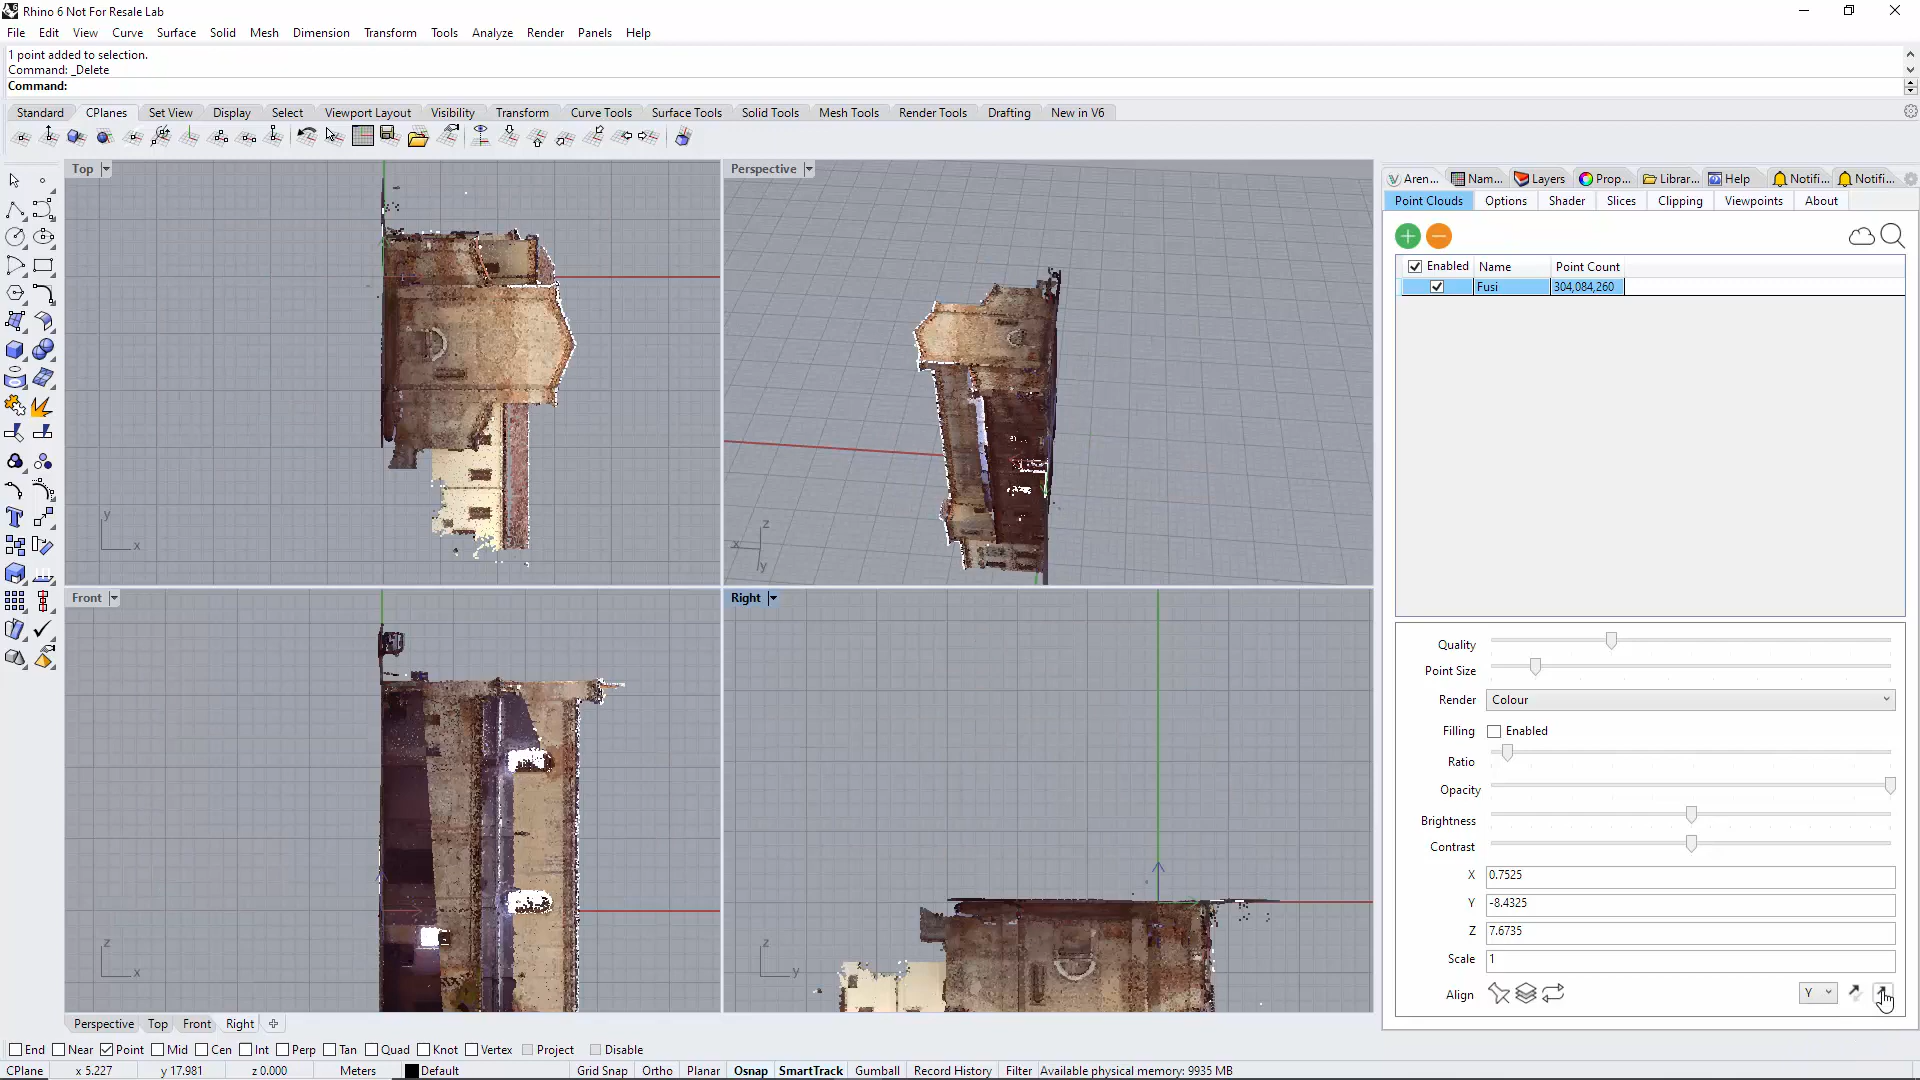 Rhino 6 Not For Resale Lab
File Edit View Curve Surface Solid Mesh Dimension Transform Tools Analyze Render Panels Help
1 point added to selection.
Command: _Delete
Command:
Standard CPlanes Set View Display Select Viewport Layout Visibility Transform Curve Tools Surface Tools Solid Tools Mesh Tools Render Tools Drafting New in V6
Top
Perspective
y
x
z
x
y
Front
Right
z
x
z
y
Aren... Nam... Layers Prop... Librar... Help Notifi... Notifi...
Point Clouds Options Shader Slices Clipping Viewpoints About
Enabled Name Point Count
Fusi 304,084,260
Quality
Point Size
Render Colour
Filling Enabled
Ratio
Opacity
Brightness
Contrast
X 0.7525
Y -8.4325
Z 7.6735
Scale 1
Align Y
Perspective Top Front Right
End Near Point Mid Cen Int Perp Tan Quad Knot Vertex Project Disable
CPlane x 5.227 y 17.981 z 0.000 Meters Default Grid Snap Ortho Planar Osnap SmartTrack Gumball Record History Filter Available physical memory: 9935 MB